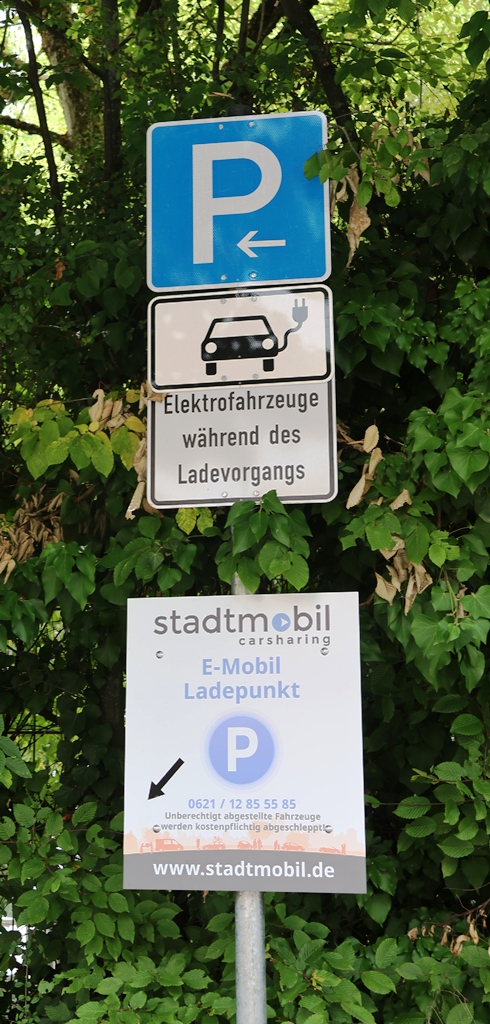 P
Elektrofahrzeuge
während des
Ladevorgangs
stadtmobil
carsharing
E-Mobil
Ladepunkt
P
0621 / 12 85 55 85
Unberechtigt abgestellte Fahrzeuge
werden kostenpflichtig abgeschleppt!
www.stadtmobil.de